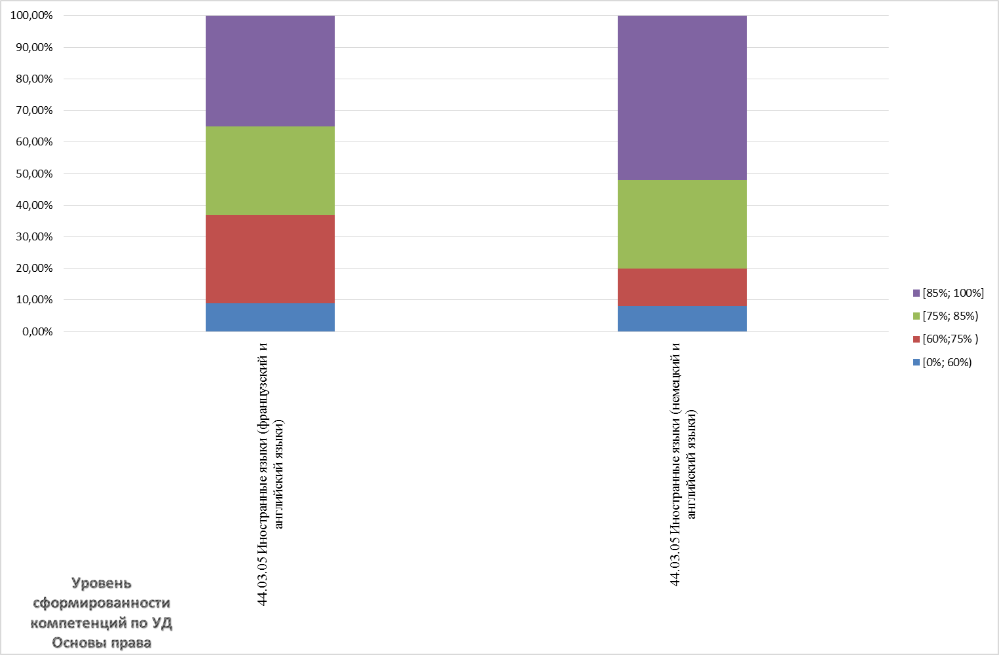 100,00%
90,00%
80,00%
70,00%
60,00%
50,00%
40,00%
30,00%
20,00%
10,00%
0,00%
[85%; 100%]
[75%; 85%)
[60%;75% )
[0%; 60%)
44.03.05 Иностранные языки (французский и
английский языки)
44.03.05 Иностранные языки (немецкий и
английский языки)
Уровень
сформированности
компетенций по УД
Основы права